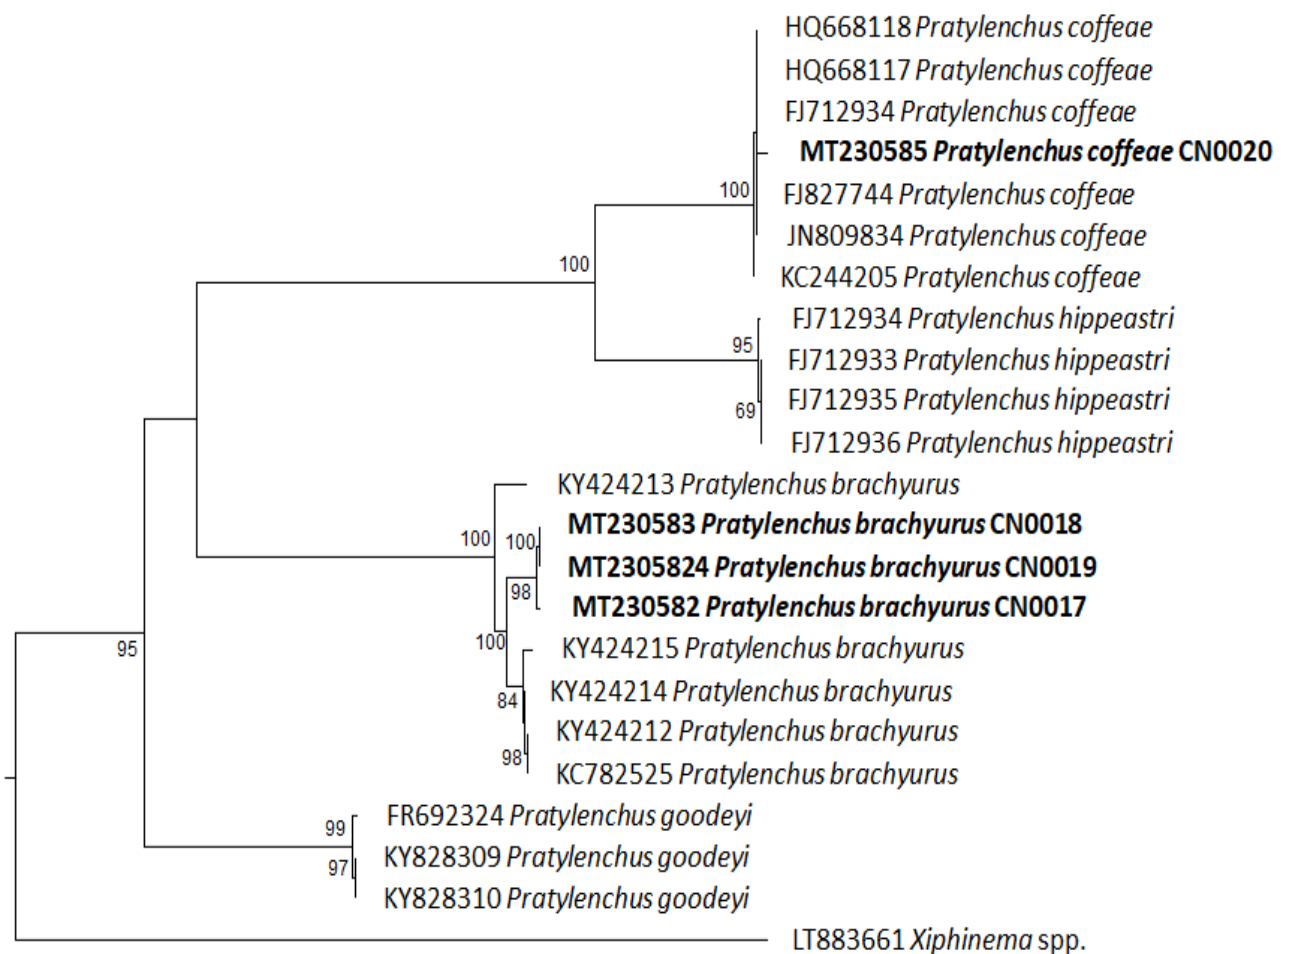 HQ668118 Pratylenchus coffeae
HQ668117 Pratylenchus coffeae
FJ712934 Pratylenchus coffeae
MT230585 Pratylenchus coffeae CN0020
100
FJ827744 Pratylenchus coffeae
JN809834 Pratylenchus coffeae
100
KC244205 Pratylenchus coffeae
FJ712934 Pratylenchus hippeastri
95
FJ712933 Pratylenchus hippeastri
FJ712935 Pratylenchus hippeastri
69
FJ712936 Pratylenchus hippeastri
KY424213 Pratylenchus brachyurus
MT230583 Pratylenchus brachyurus CN0018
100
100
MT2305824 Pratylenchus brachyurus CN0019
98
MT230582 Pratylenchus brachyurus CN0017
100
95
KY424215 Pratylenchus brachyurus
KY424214 Pratylenchus brachyurus
84
KY424212 Pratylenchus brachyurus
98
KC782525 Pratylenchus brachyurus
FR692324 Pratylenchus goodeyi
99
KY828309 Pratylenchus goodeyi
97
KY828310 Pratylenchus goodeyi
LT883661 Xiphinema spp.